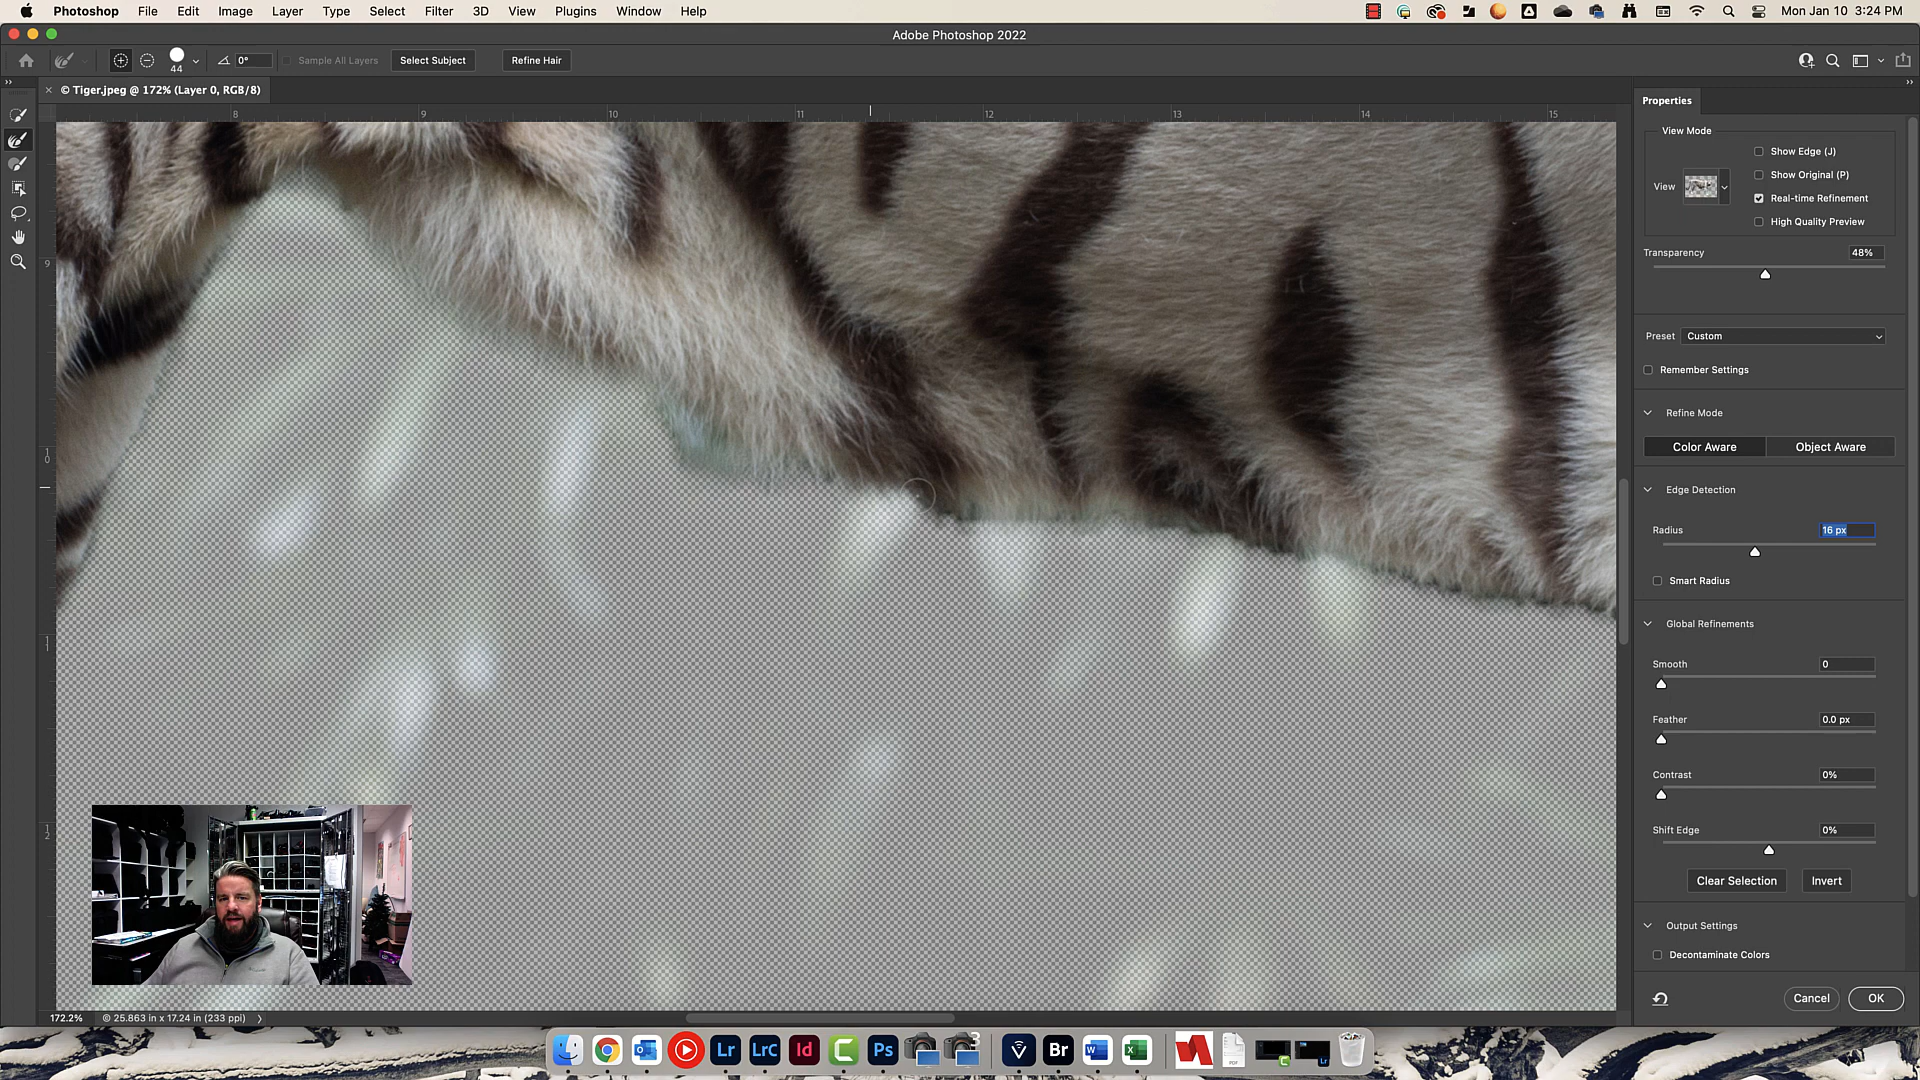 Photoshop File Edit Image Layer Type Select Filter 3D View Plugins Window Help Mon Jan 10 3:24 PM
Adobe Photoshop 2022
44 0° Sample All Layers Select Subject Refine Hair
© Tiger.jpeg @ 172% (Layer 0, RGB/8)
8 9 10 11 12 13 14 15
9
10
11
12
Properties
View Mode
Show Edge (J)
Show Original (P)
View
Real-time Refinement
High Quality Preview
Transparency 48%
Preset Custom
Remember Settings
Refine Mode
Color Aware Object Aware
Edge Detection
Radius 16 px
Smart Radius
Global Refinements
Smooth 0
Feather 0.0 px
Contrast 0%
Shift Edge 0%
Clear Selection Invert
Output Settings
Decontaminate Colors
Cancel OK
172.2% © 25.863 in x 17.24 in (233 ppi)
Lr LrC Id C Ps 3 Br W X PDF